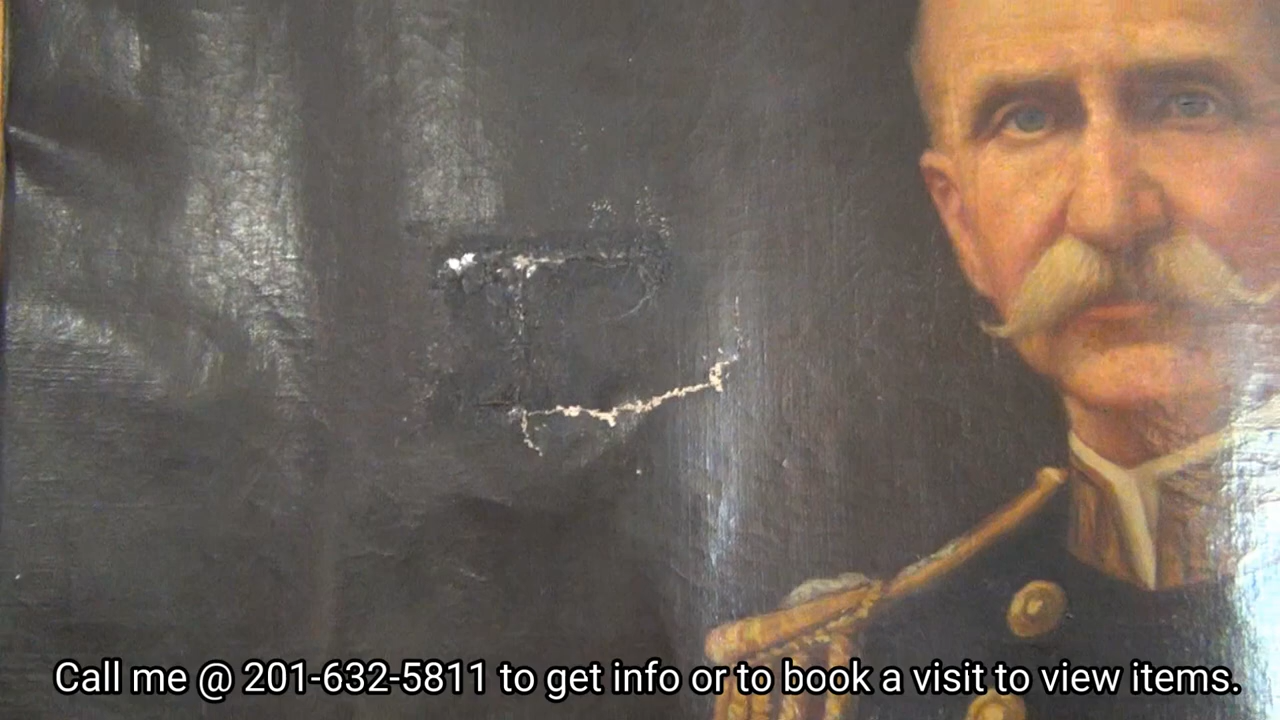 Call me @ 201-632-5811 to get info or to book a visit to view items.